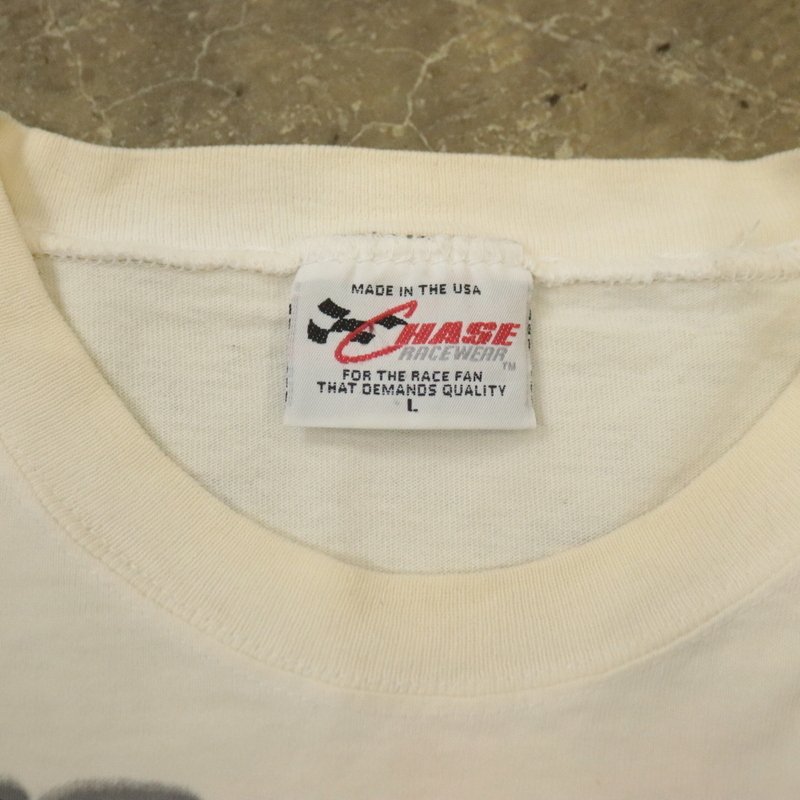 MADE IN THE USA
CHASE
RACEWEAR
TM
FOR THE RACE FAN
THAT DEMANDS QUALITY
L